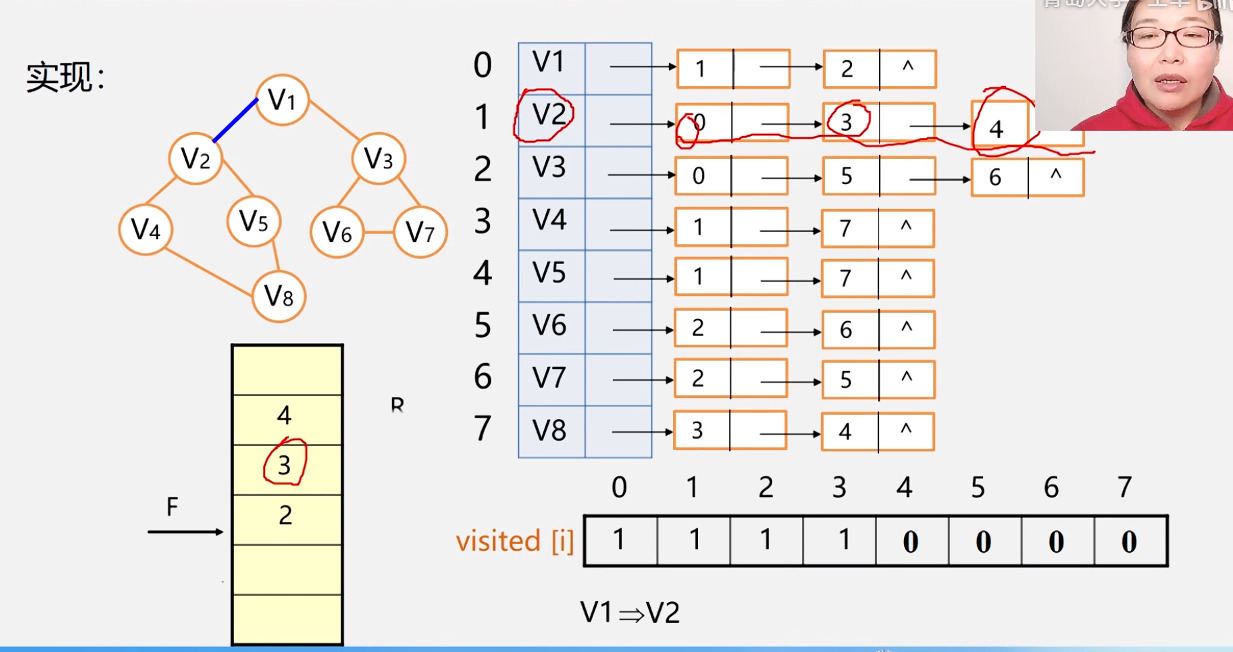 实现：
V1
V2 V3
V4 V5 V6 V7
V8
0 V1 1 2 ^
1 V2 0 3 4
2 V3 0 5 6 ^
3 V4 1 7 ^
4 V5 1 7 ^
5 V6 2 6 ^
6 V7 2 5 ^
7 V8 3 4 ^
4
3
F 2
0 1 2 3 4 5 6 7
visited [i] 1 1 1 1 0 0 0 0
V1⇒V2